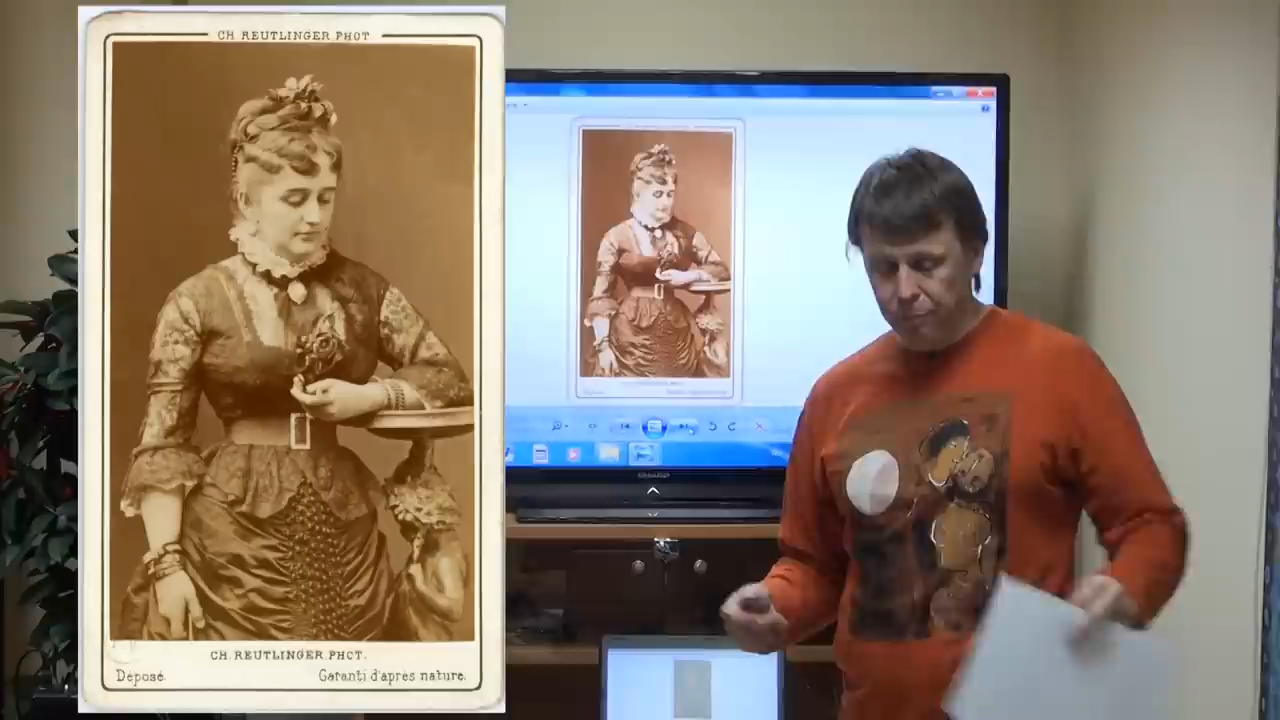 CH. REUTLINGER PHOT
CH. REUTLINGER. PHOT.
Déposé.
Garanti d'après nature.